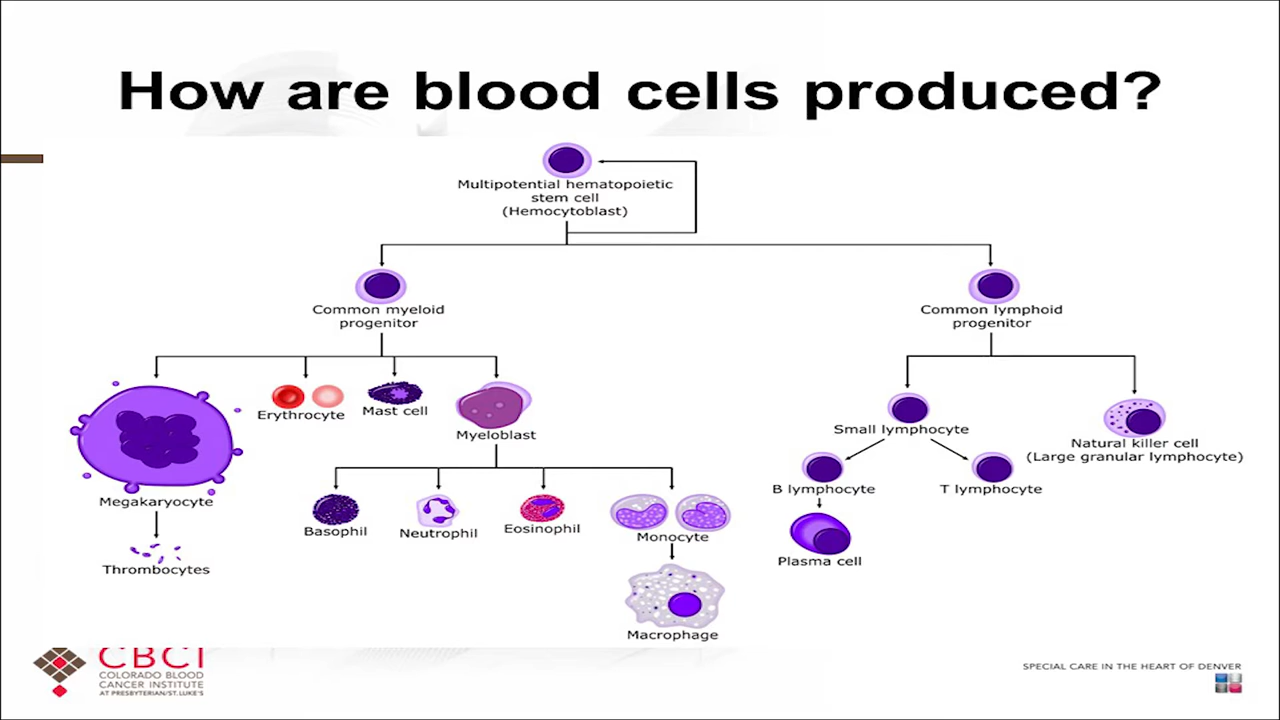 How are blood cells produced?
Multipotential hematopoietic
stem cell
(Hemocytoblast)
Common myeloid
progenitor
Common lymphoid
progenitor
Erythrocyte
Mast cell
Myeloblast
Small lymphocyte
Natural killer cell
(Large granular lymphocyte)
B lymphocyte
T lymphocyte
Megakaryocyte
Basophil
Neutrophil
Eosinophil
Monocyte
Plasma cell
Thrombocytes
Macrophage
CBCI
COLORADO BLOOD
CANCER INSTITUTE
AT PRESBYTERIAN/ST. LUKE'S
SPECIAL CARE IN THE HEART OF DENVER